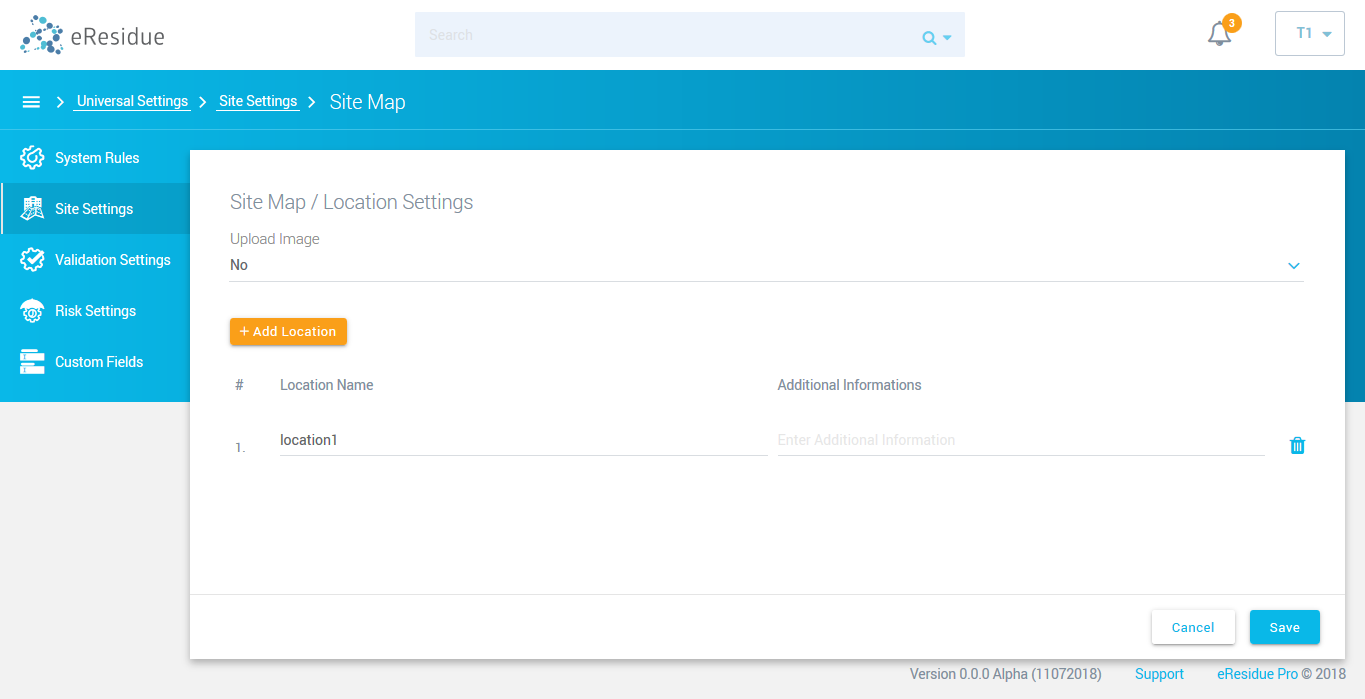 eResidue
Search
3
T1
Universal Settings
Site Settings
Site Map
System Rules
Site Settings
Validation Settings
Risk Settings
Custom Fields
Site Map / Location Settings
Upload Image
No
+ Add Location
# Location Name Additional Informations
1. location1 Enter Additional Information
Cancel Save
Version 0.0.0 Alpha (11072018) Support eResidue Pro © 2018